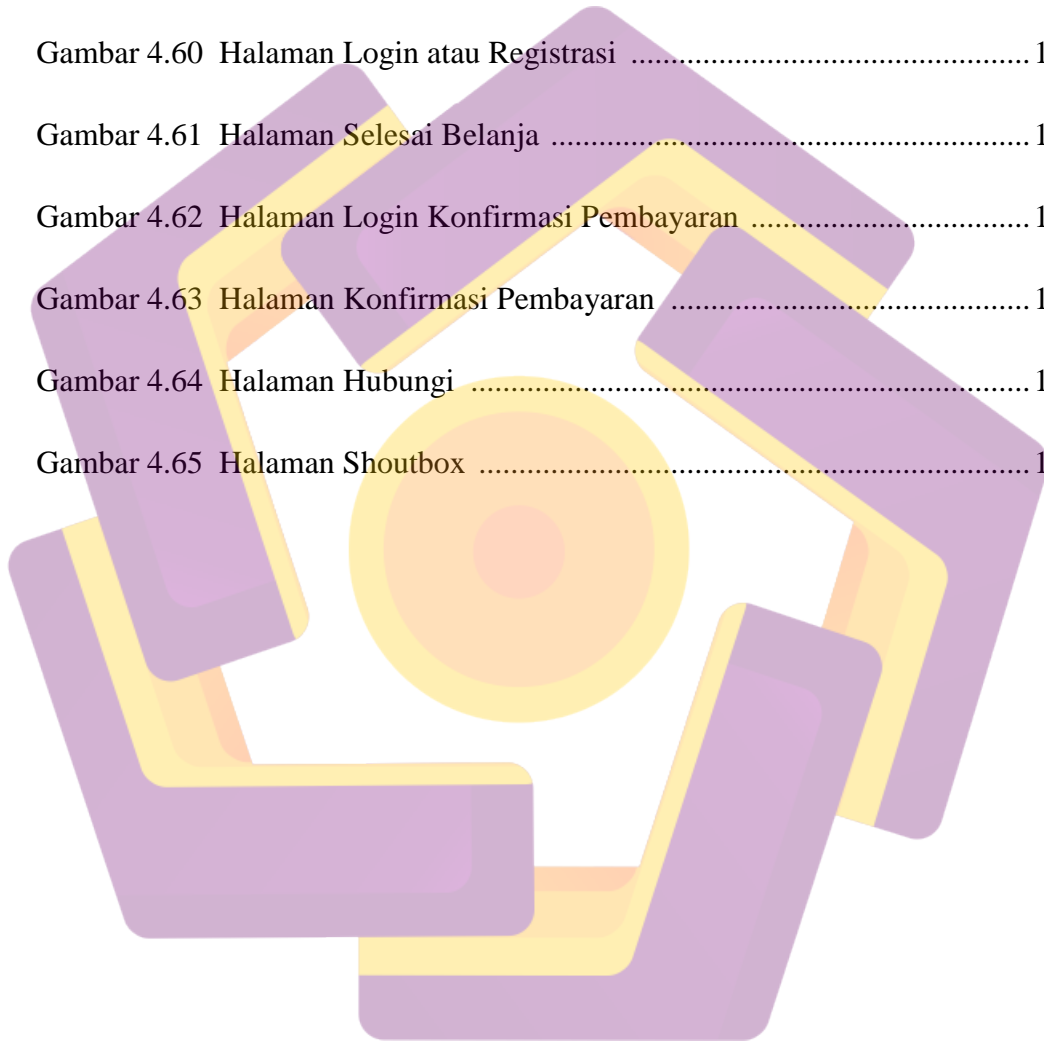 Gambar 4.60 Halaman Login atau Registrasi ................................................ 1
Gambar 4.61 Halaman Selesai Belanja .......................................................... 1
Gambar 4.62 Halaman Login Konfirmasi Pembayaran .................................. 1
Gambar 4.63 Halaman Konfirmasi Pembayaran ........................................... 1
Gambar 4.64 Halaman Hubungi ..................................................................... 1
Gambar 4.65 Halaman Shoutbox ................................................................... 1